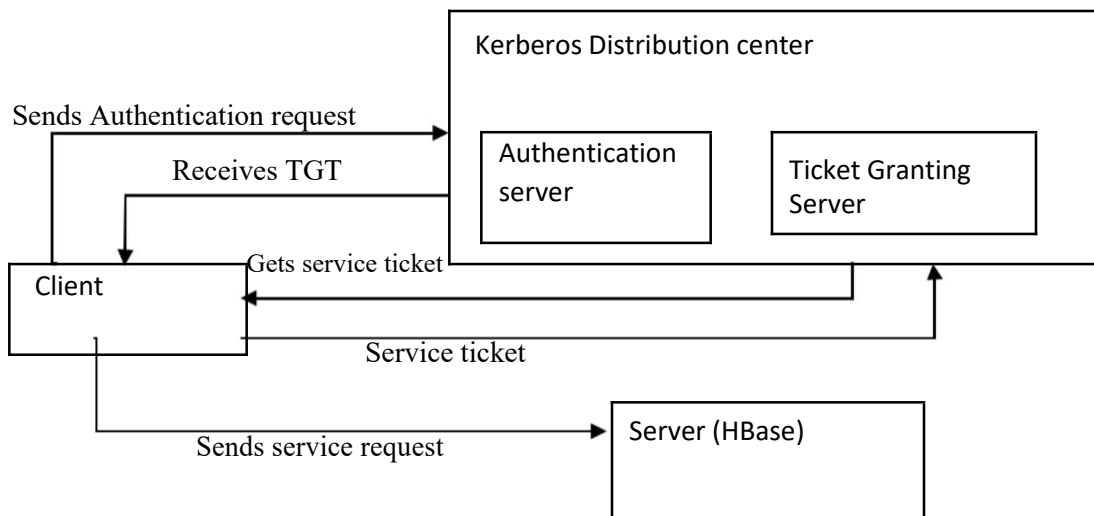 Kerberos Distribution center
Sends Authentication request
Authentication
server
Ticket Granting
Server
Receives TGT
Gets service ticket
Client
Service ticket
Server (HBase)
Sends service request